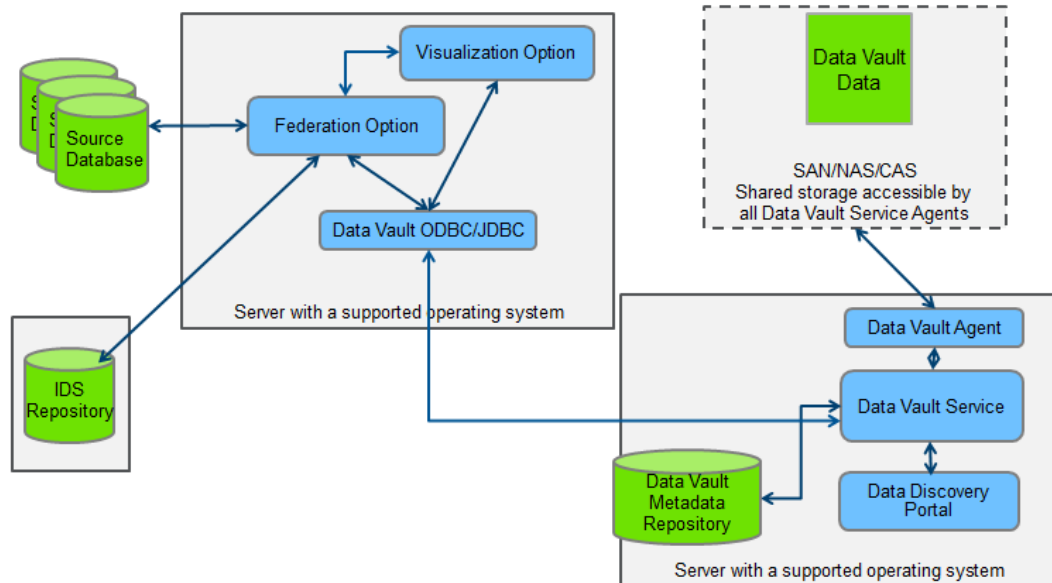 Visualization Option
Federation Option
Data Vault ODBC/JDBC
Server with a supported operating system
S
D
S
D
Source
Database
IDS
Repository
Data Vault
Data
SAN/NAS/CAS
Shared storage accessible by
all Data Vault Service Agents
Data Vault Agent
Data Vault Service
Data Discovery
Portal
Data Vault
Metadata
Repository
Server with a supported operating system